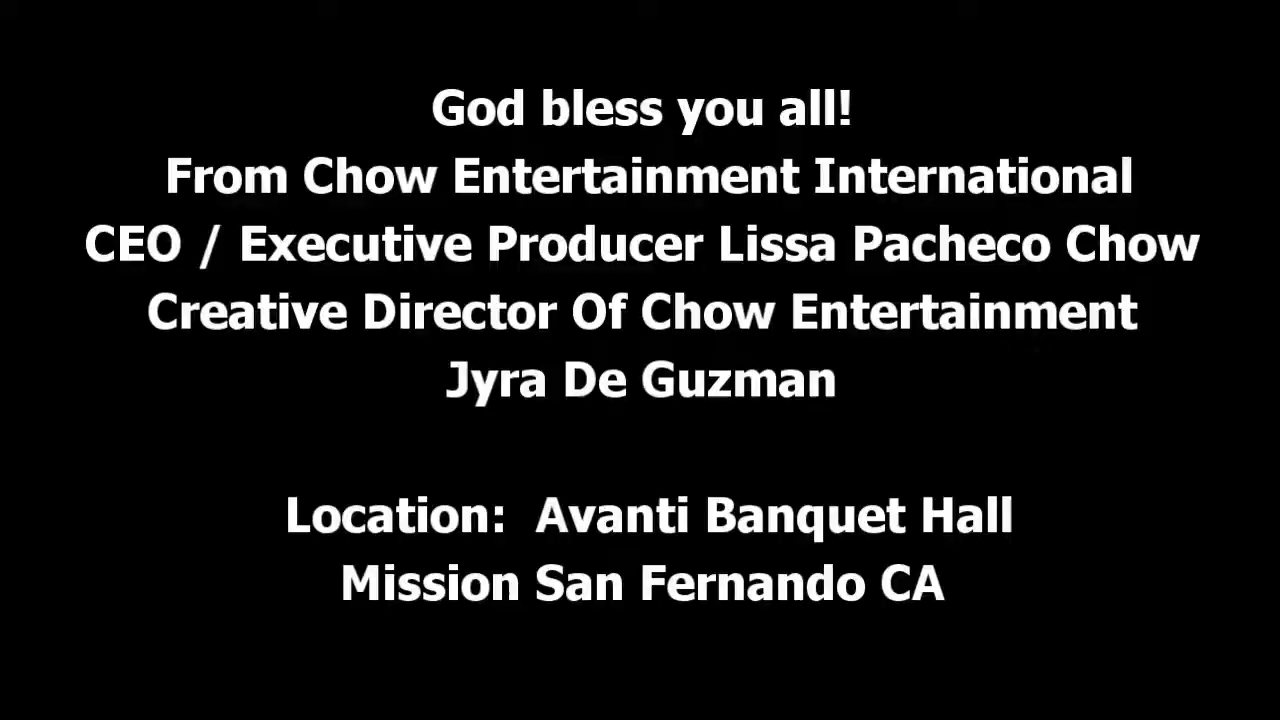 God bless you all!
From Chow Entertainment International
CEO / Executive Producer Lissa Pacheco Chow
Creative Director Of Chow Entertainment
Jyra De Guzman
Location:  Avanti Banquet Hall
Mission San Fernando CA